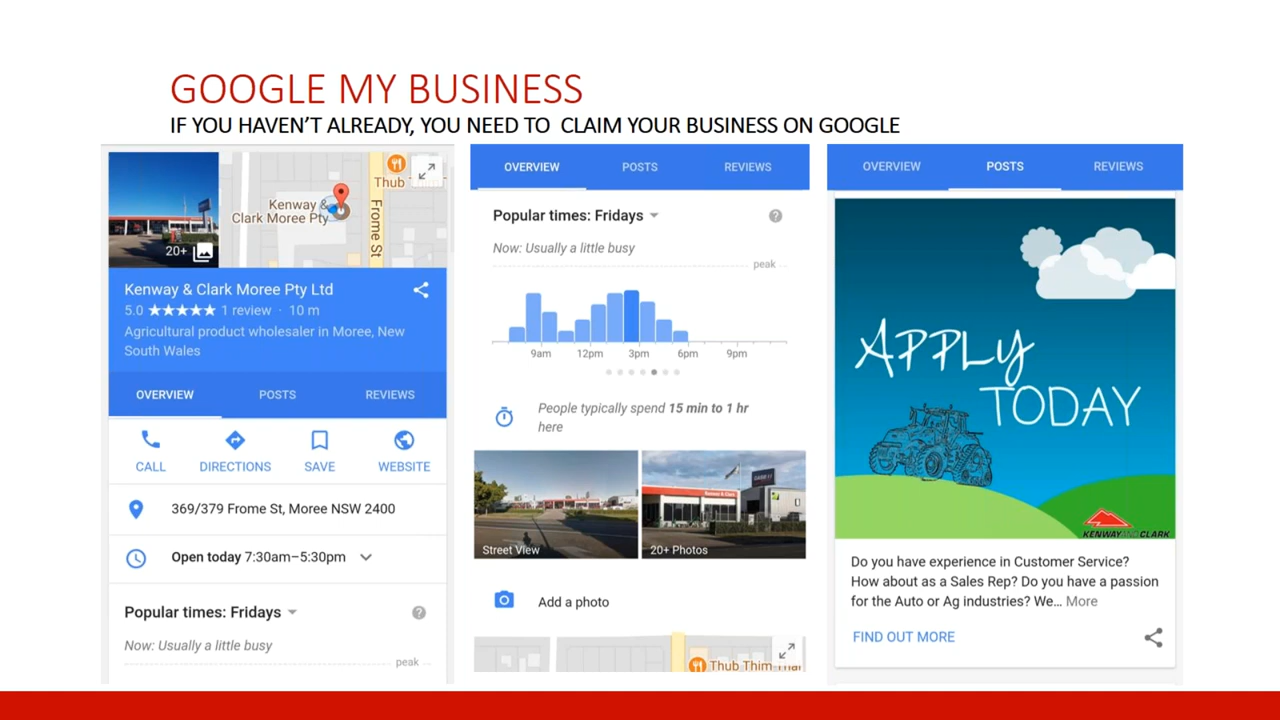 GOOGLE MY BUSINESS
IF YOU HAVEN'T ALREADY, YOU NEED TO CLAIM YOUR BUSINESS ON GOOGLE
Thub
Kenway &
Clark Moree Pty
Frome St
20+
Kenway & Clark Moree Pty Ltd
5.0 ★★★★★ 1 review · 10 m
Agricultural product wholesaler in Moree, New
South Wales
OVERVIEW POSTS REVIEWS
CALL DIRECTIONS SAVE WEBSITE
369/379 Frome St, Moree NSW 2400
Open today 7:30am–5:30pm
Popular times: Fridays
Now: Usually a little busy
peak
OVERVIEW POSTS REVIEWS
Popular times: Fridays
Now: Usually a little busy
peak
9am 12pm 3pm 6pm 9pm
People typically spend 15 min to 1 hr
here
Street View
20+ Photos
Add a photo
Thub Thim Thai
OVERVIEW POSTS REVIEWS
APPLY
TODAY
KENWAY AND CLARK
Do you have experience in Customer Service?
How about as a Sales Rep? Do you have a passion
for the Auto or Ag industries? We... More
FIND OUT MORE